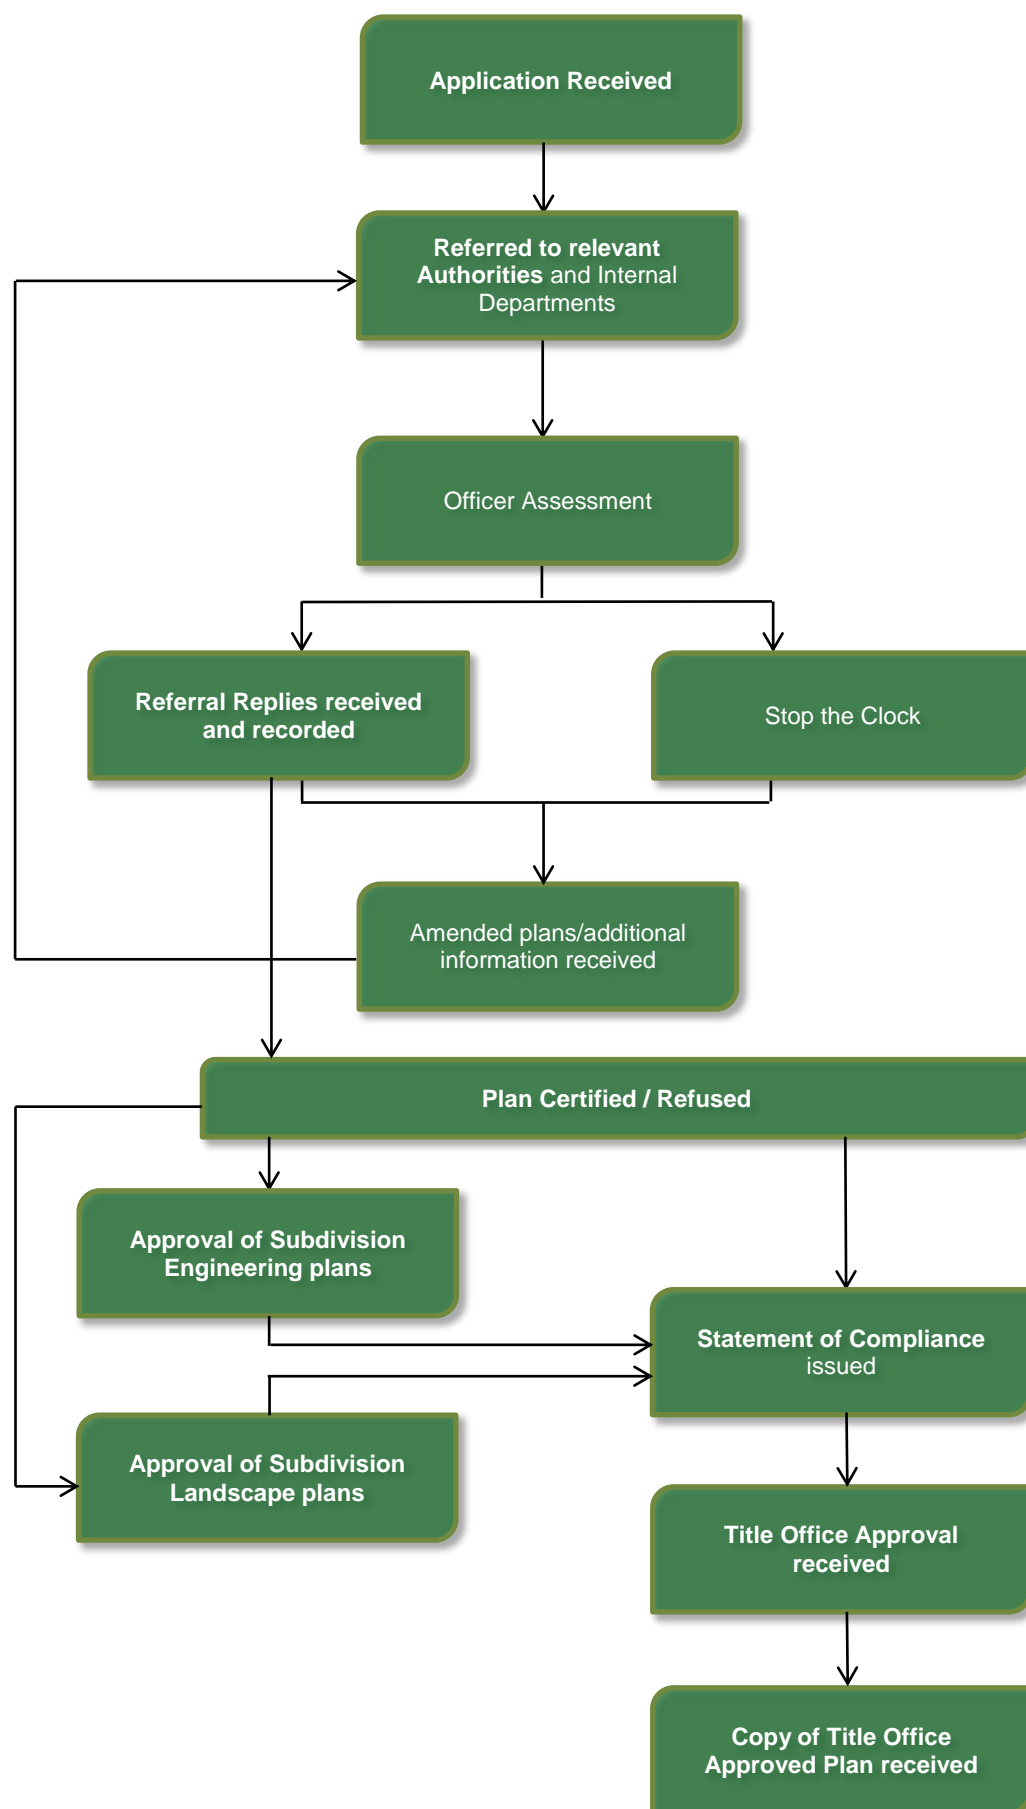 Application Received
Referred to relevant
Authorities and Internal
Departments
Officer Assessment
Referral Replies received
and recorded
Stop the Clock
Amended plans/additional
information received
Plan Certified / Refused
Approval of Subdivision
Engineering plans
Statement of Compliance
issued
Approval of Subdivision
Landscape plans
Title Office Approval
received
Copy of Title Office
Approved Plan received